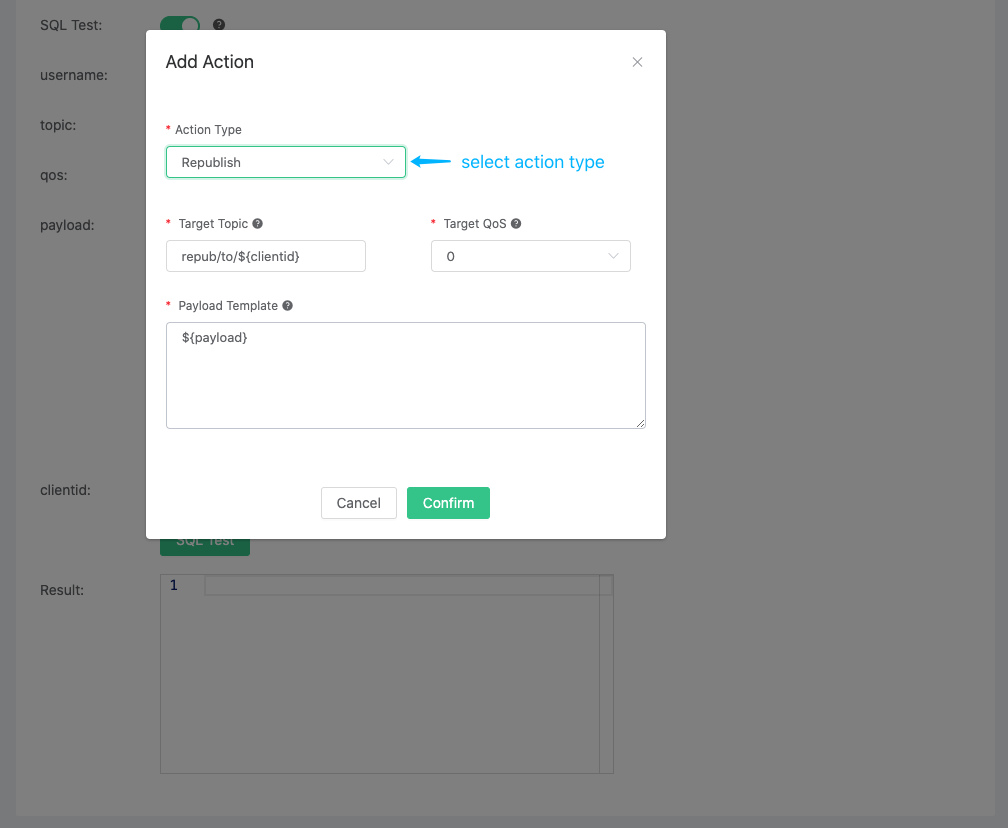 SQL Test:
Add Action
username:
topic:
* Action Type
Republish
select action type
qos:
payload:
* Target Topic
* Target QoS
repub/to/${clientid}
0
* Payload Template
${payload}
clientid:
Cancel
Confirm
SQL Test
Result:
1